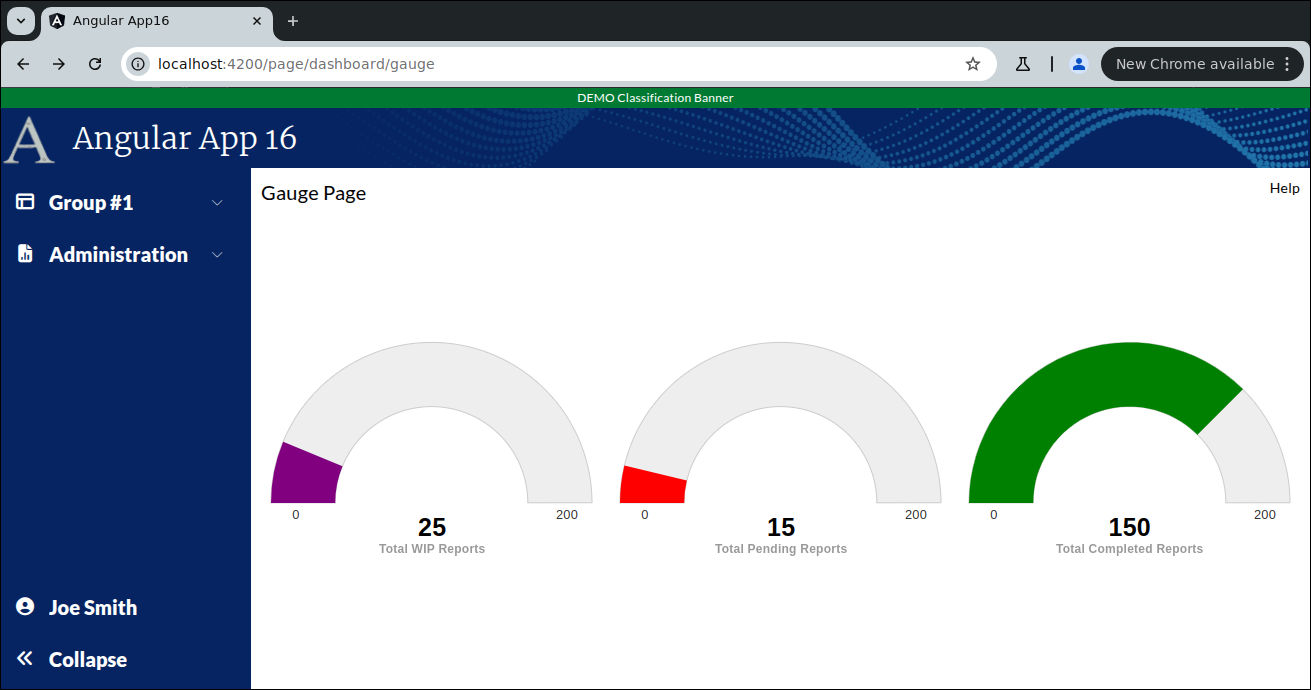 Angular App16
localhost:4200/page/dashboard/gauge
New Chrome available
DEMO Classification Banner
A Angular App 16
Group #1
Administration
Joe Smith
Collapse
Gauge Page
Help
0 200
25
Total WIP Reports
0 200
15
Total Pending Reports
0 200
150
Total Completed Reports